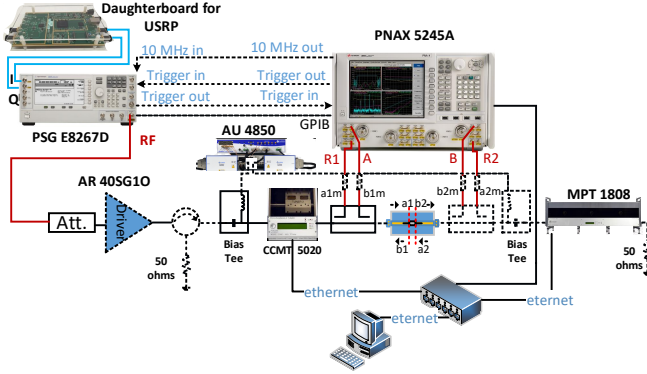 Daughterboard for
USRP
PNAX 5245A
10 MHz in
10 MHz out
I
Trigger in
Trigger out
Q
Trigger out
Trigger in
PSG E8267D
GPIB
RF
AU 4850
R1
A
B
R2
AR 40SG1O
a1m
b1m
b2m
a2m
MPT 1808
Att.
Driver
a1
b2
b1
a2
Bias
Tee
CCMT 5020
Bias
Tee
50
ohms
50
ohms
ethernet
eternet
eternet